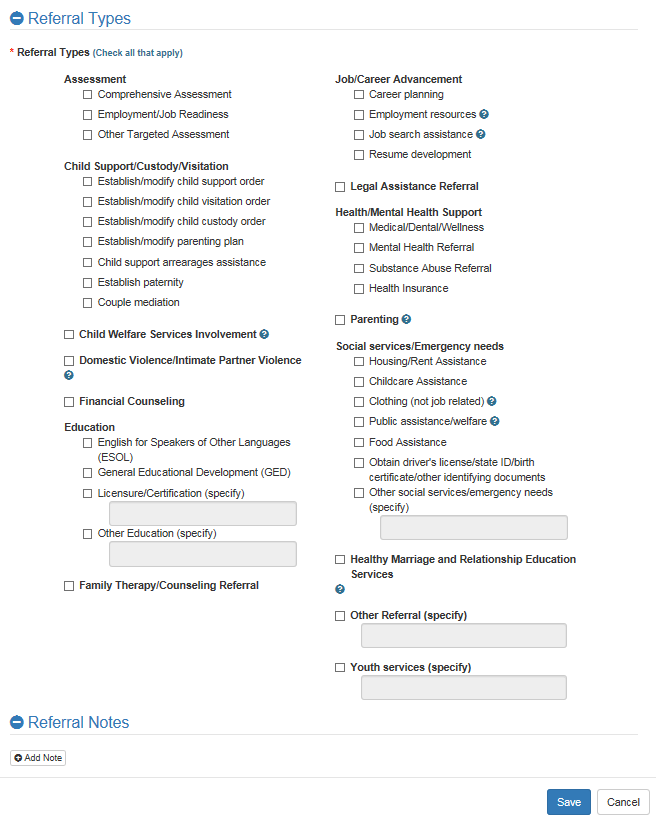 Referral Types
* Referral Types (Check all that apply)
Assessment
Comprehensive Assessment
Employment/Job Readiness
Other Targeted Assessment
Child Support/Custody/Visitation
Establish/modify child support order
Establish/modify child visitation order
Establish/modify child custody order
Establish/modify parenting plan
Child support arrearages assistance
Establish paternity
Couple mediation
Child Welfare Services Involvement ?
Domestic Violence/Intimate Partner Violence
?
Financial Counseling
Education
English for Speakers of Other Languages
(ESOL)
General Educational Development (GED)
Licensure/Certification (specify)
Other Education (specify)
Family Therapy/Counseling Referral
Job/Career Advancement
Career planning
Employment resources ?
Job search assistance ?
Resume development
Legal Assistance Referral
Health/Mental Health Support
Medical/Dental/Wellness
Mental Health Referral
Substance Abuse Referral
Health Insurance
Parenting ?
Social services/Emergency needs
Housing/Rent Assistance
Childcare Assistance
Clothing (not job related) ?
Public assistance/welfare ?
Food Assistance
Obtain driver's license/state ID/birth
certificate/other identifying documents
Other social services/emergency needs
(specify)
Healthy Marriage and Relationship Education
Services
?
Other Referral (specify)
Youth services (specify)
Referral Notes
Add Note
Save
Cancel